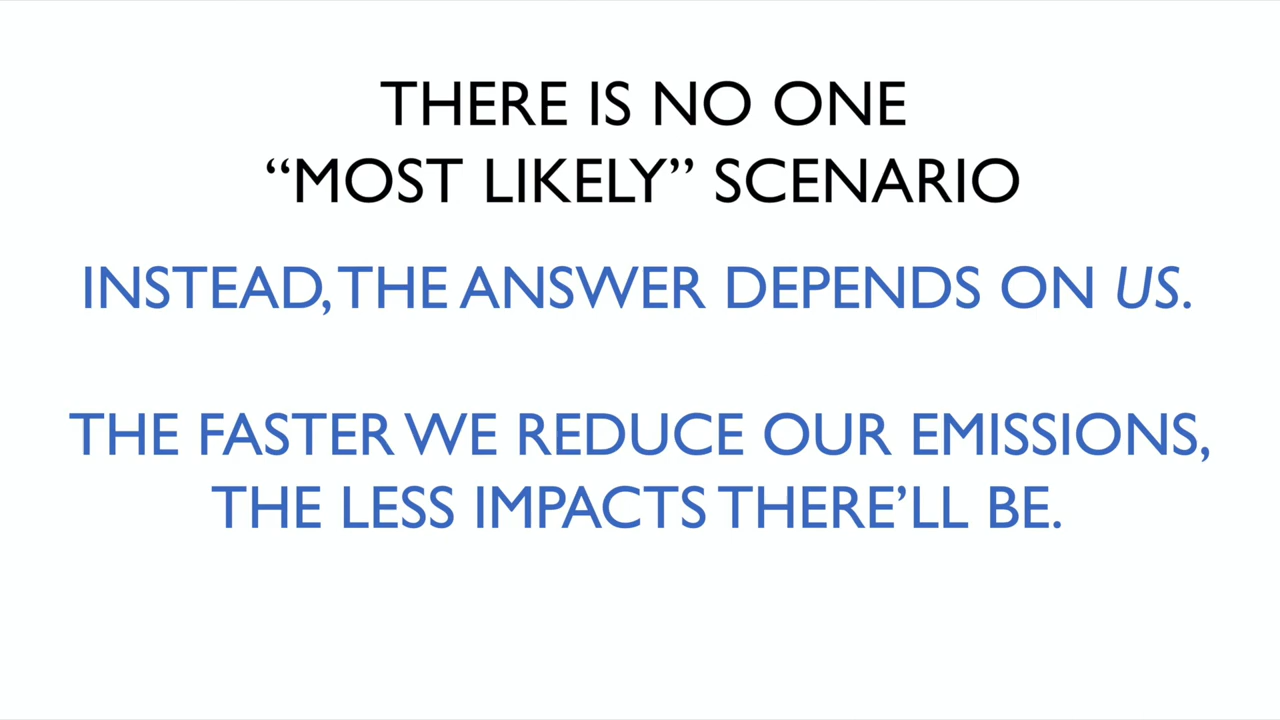 THERE IS NO ONE
“MOST LIKELY” SCENARIO
INSTEAD, THE ANSWER DEPENDS ON US.
THE FASTER WE REDUCE OUR EMISSIONS,
THE LESS IMPACTS THERE’LL BE.